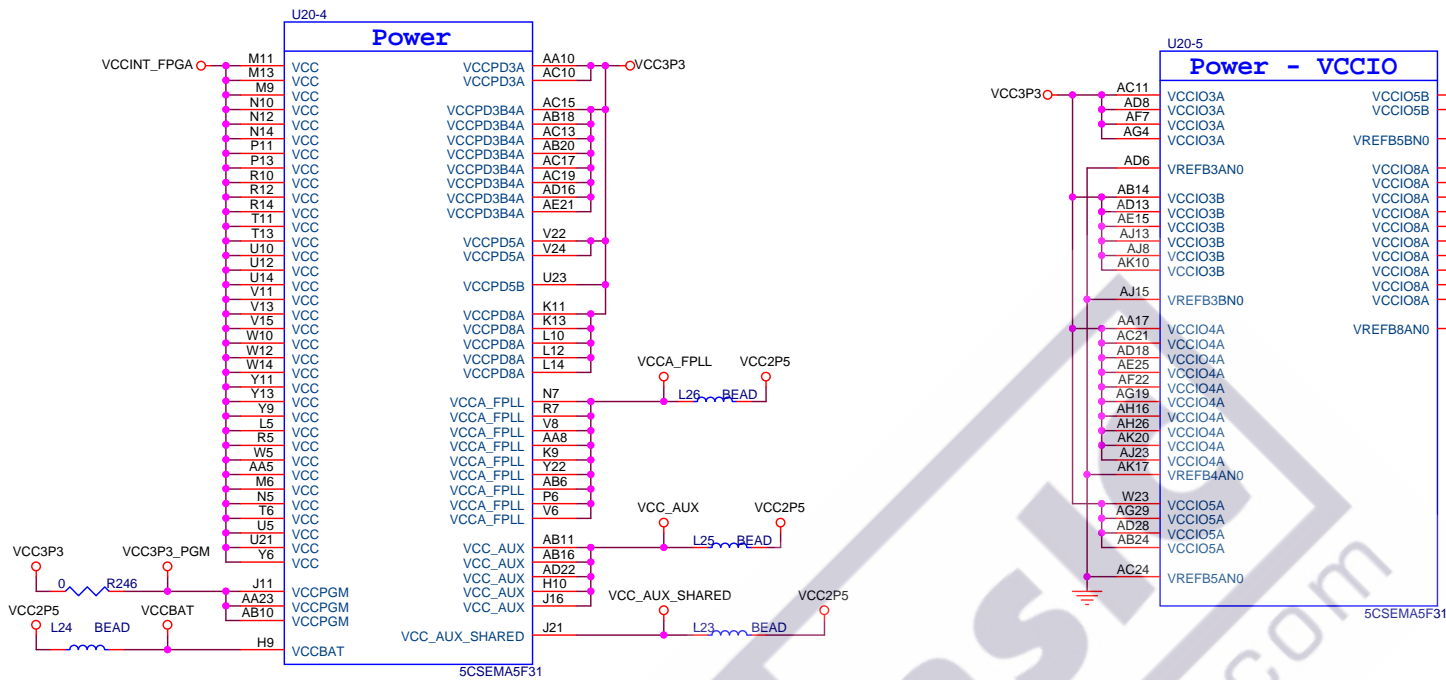 U20-4
Power
VCCINT_FPGA
M11 VCC
M13 VCC
M9 VCC
N10 VCC
N12 VCC
N14 VCC
P11 VCC
P13 VCC
R10 VCC
R12 VCC
R14 VCC
T11 VCC
T13 VCC
U10 VCC
U12 VCC
U14 VCC
V11 VCC
V13 VCC
V15 VCC
W10 VCC
W12 VCC
W14 VCC
Y11 VCC
Y13 VCC
Y9 VCC
L5 VCC
R5 VCC
W5 VCC
AA5 VCC
M6 VCC
N5 VCC
T6 VCC
U5 VCC
U21 VCC
Y6 VCC
VCC3P3
0 R246
VCC3P3_PGM
J11 VCCPGM
AA23 VCCPGM
AB10 VCCPGM
VCC2P5
L24 BEAD
VCCBAT
H9 VCCBAT
VCCPD3A AA10
VCCPD3A AC10
VCC3P3
VCCPD3B4A AC15
VCCPD3B4A AB18
VCCPD3B4A AC13
VCCPD3B4A AB20
VCCPD3B4A AC17
VCCPD3B4A AC19
VCCPD3B4A AD16
VCCPD3B4A AE21
VCCPD5A V22
VCCPD5A V24
VCCPD5B U23
VCCPD8A K11
VCCPD8A K13
VCCPD8A L10
VCCPD8A L12
VCCPD8A L14
VCCA_FPLL N7
VCCA_FPLL R7
VCCA_FPLL V8
VCCA_FPLL AA8
VCCA_FPLL K9
VCCA_FPLL Y22
VCCA_FPLL AB6
VCCA_FPLL P6
VCCA_FPLL V6
VCCA_FPLL
L26 BEAD
VCC2P5
VCC_AUX AB11
VCC_AUX AB16
VCC_AUX AD22
VCC_AUX H10
VCC_AUX J16
VCC_AUX
L25 BEAD
VCC2P5
VCC_AUX_SHARED J21
VCC_AUX_SHARED
L23 BEAD
VCC2P5
5CSEMA5F31
U20-5
Power - VCCIO
VCC3P3
AC11 VCCIO3A
AD8 VCCIO3A
AF7 VCCIO3A
AG4 VCCIO3A
AD6 VREFB3AN0
AB14 VCCIO3B
AD13 VCCIO3B
AE15 VCCIO3B
AJ13 VCCIO3B
AJ8 VCCIO3B
AK10 VCCIO3B
AJ15 VREFB3BN0
AA17 VCCIO4A
AC21 VCCIO4A
AD18 VCCIO4A
AE25 VCCIO4A
AF22 VCCIO4A
AG19 VCCIO4A
AH16 VCCIO4A
AH26 VCCIO4A
AK20 VCCIO4A
AJ23 VCCIO4A
AK17 VREFB4AN0
W23 VCCIO5A
AG29 VCCIO5A
AD28 VCCIO5A
AB24 VCCIO5A
AC24 VREFB5AN0
VCCIO5B
VCCIO5B
VREFB5BN0
VCCIO8A
VCCIO8A
VCCIO8A
VCCIO8A
VCCIO8A
VCCIO8A
VCCIO8A
VCCIO8A
VCCIO8A
VCCIO8A
VREFB8AN0
5CSEMA5F31